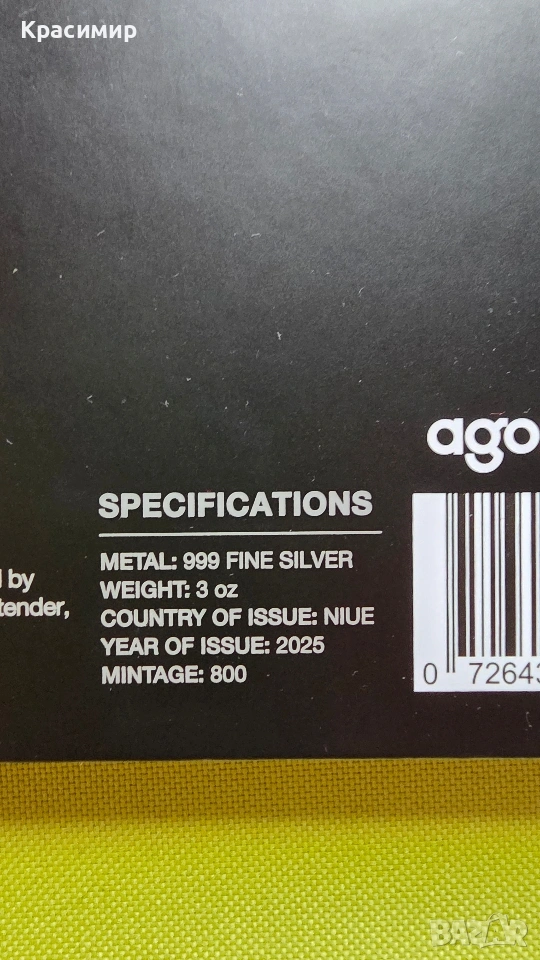 Красимир
ago
SPECIFICATIONS
METAL: 999 FINE SILVER
WEIGHT: 3 oz
COUNTRY OF ISSUE: NIUE
YEAR OF ISSUE: 2025
MINTAGE: 800
by
tender,
0 72643
BAZAR